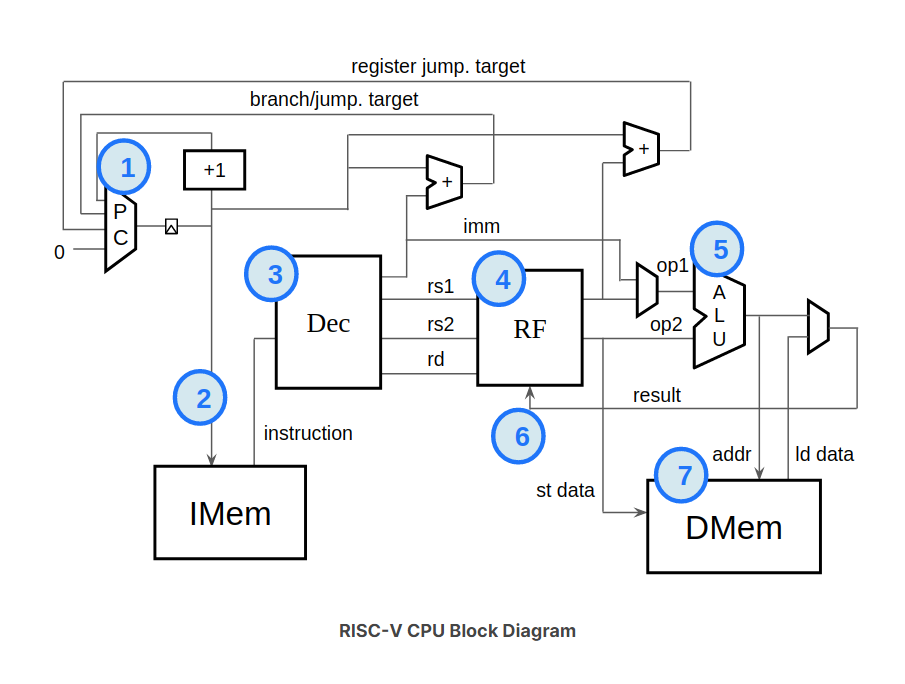 register jump. target
branch/jump. target
1
+1
+
+
P
C
0
imm
3
Dec
rs1
rs2
rd
4
RF
op1
op2
5
A
L
U
2
instruction
IMem
result
6
st data
addr
ld data
7
DMem
RISC-V CPU Block Diagram